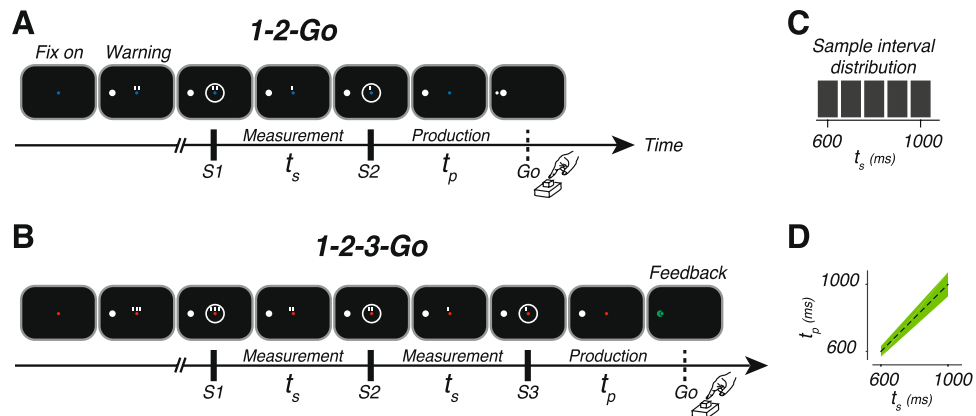 A
1-2-Go
Fix on
Warning
Measurement
Production
Time
S1
t_s
S2
t_p
Go
B
1-2-3-Go
Feedback
Measurement
Measurement
Production
S1
t_s
S2
t_s
S3
t_p
Go
C
Sample interval
distribution
600
1000
t_s (ms)
D
1000
t_p (ms)
600
600
1000
t_s (ms)